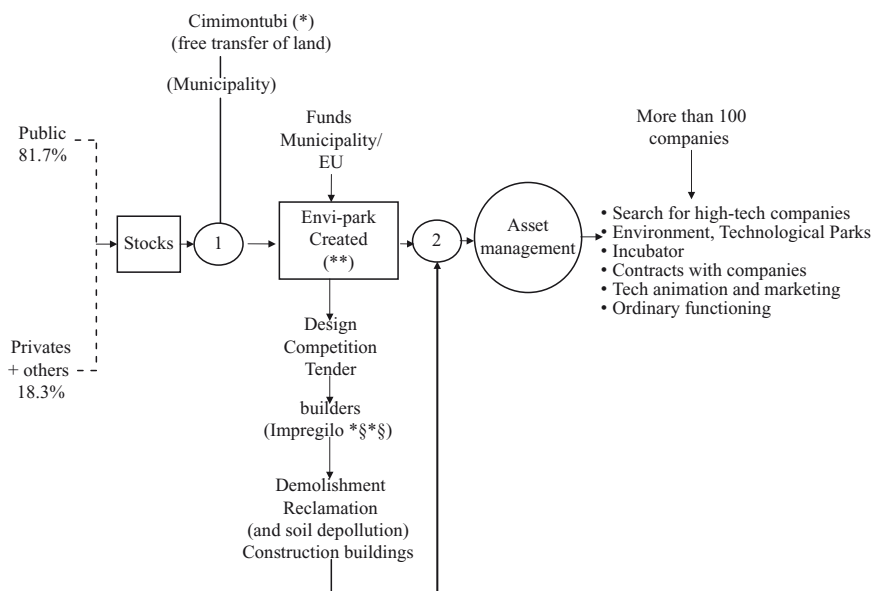 Cimimontubi (*)
(free transfer of land)
(Municipality)
Public
81.7%
Privates
+ others
18.3%
Stocks
1
Funds
Municipality/
EU
Envi-park
Created
(**)
2
Asset
management
More than 100
companies
• Search for high-tech companies
• Environment, Technological Parks
• Incubator
• Contracts with companies
• Tech animation and marketing
• Ordinary functioning
Design
Competition
Tender
builders
(Impregilo *§*§)
Demolishment
Reclamation
(and soil depollution)
Construction buildings